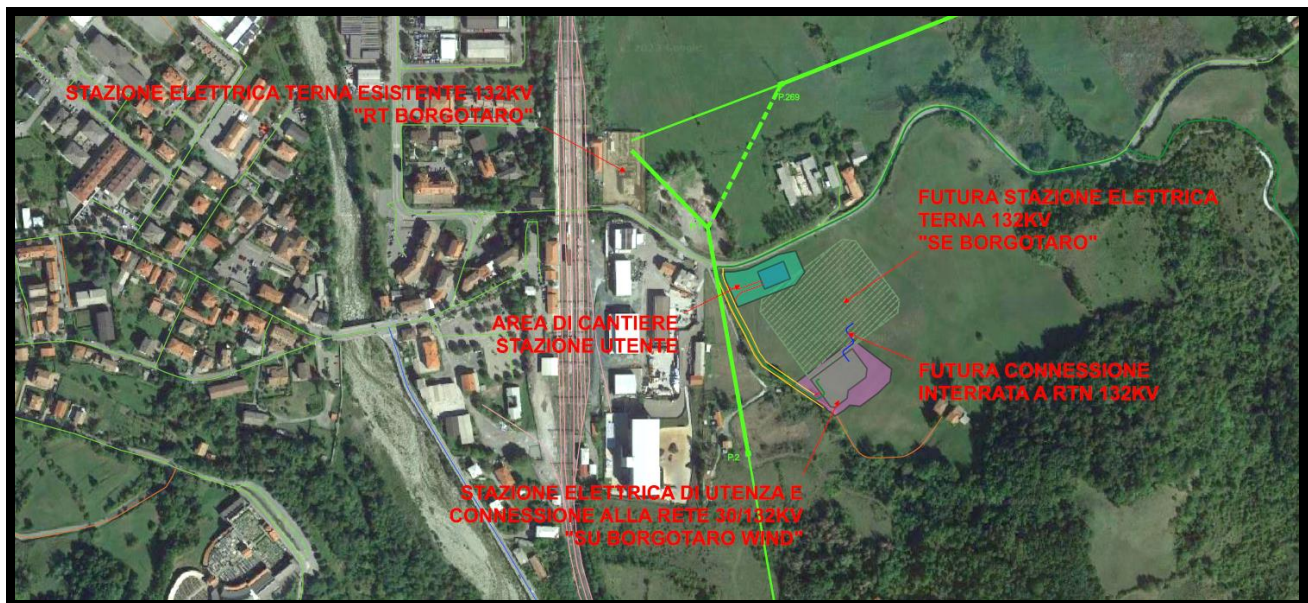 STAZIONE ELETTRICA TERNA ESISTENTE 132KV
"RT BORGOTARO"
P.269
FUTURA STAZIONE ELETTRICA
TERNA 132KV
"SE BORGOTARO"
AREA DI CANTIERE
STAZIONE UTENTE
FUTURA CONNESSIONE
INTERRATA A RTN 132KV
P.2
STAZIONE ELETTRICA DI UTENZA E
CONNESSIONE ALLA RETE 30/132KV
"SU BORGOTARO WIND"